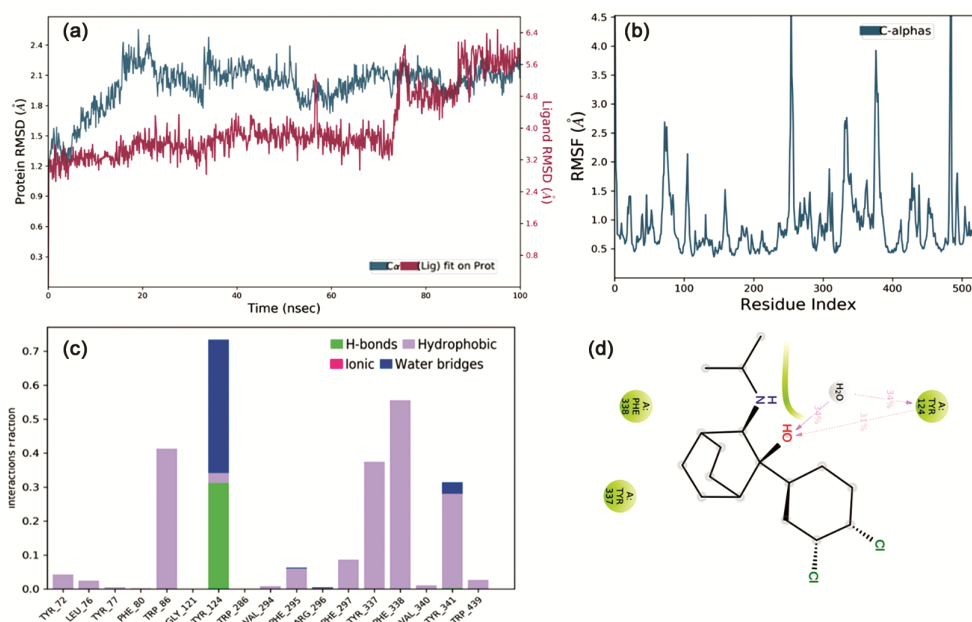 (a)
2.4
2.1
1.8
1.5
1.2
0.9
0.6
0.3
Protein RMSD (Å)
6.4
5.6
4.8
4.0
3.2
2.4
1.6
0.8
Ligand RMSD (Å)
Cα (Lig) fit on Prot
0 20 40 60 80 100
Time (nsec)
(b)
C-alphas
4.5
4.0
3.5
3.0
2.5
2.0
1.5
1.0
0.5
RMSF (Å)
0 100 200 300 400 500
Residue Index
(c)
H-bonds Hydrophobic
Ionic Water bridges
0.7
0.6
0.5
0.4
0.3
0.2
0.1
0.0
Interactions Fraction
TYR_72
LEU_76
TYR_77
PHE_80
TRP_86
GLY_121
TYR_124
TRP_286
VAL_294
PHE_295
ARG_296
PHE_297
TYR_337
PHE_338
VAL_340
TYR_341
TRP_439
(d)
A:
PHE
338
A:
TYR
337
N H
HO
H₂O
34%
34%
31%
A:
TYR
124
Cl
Cl